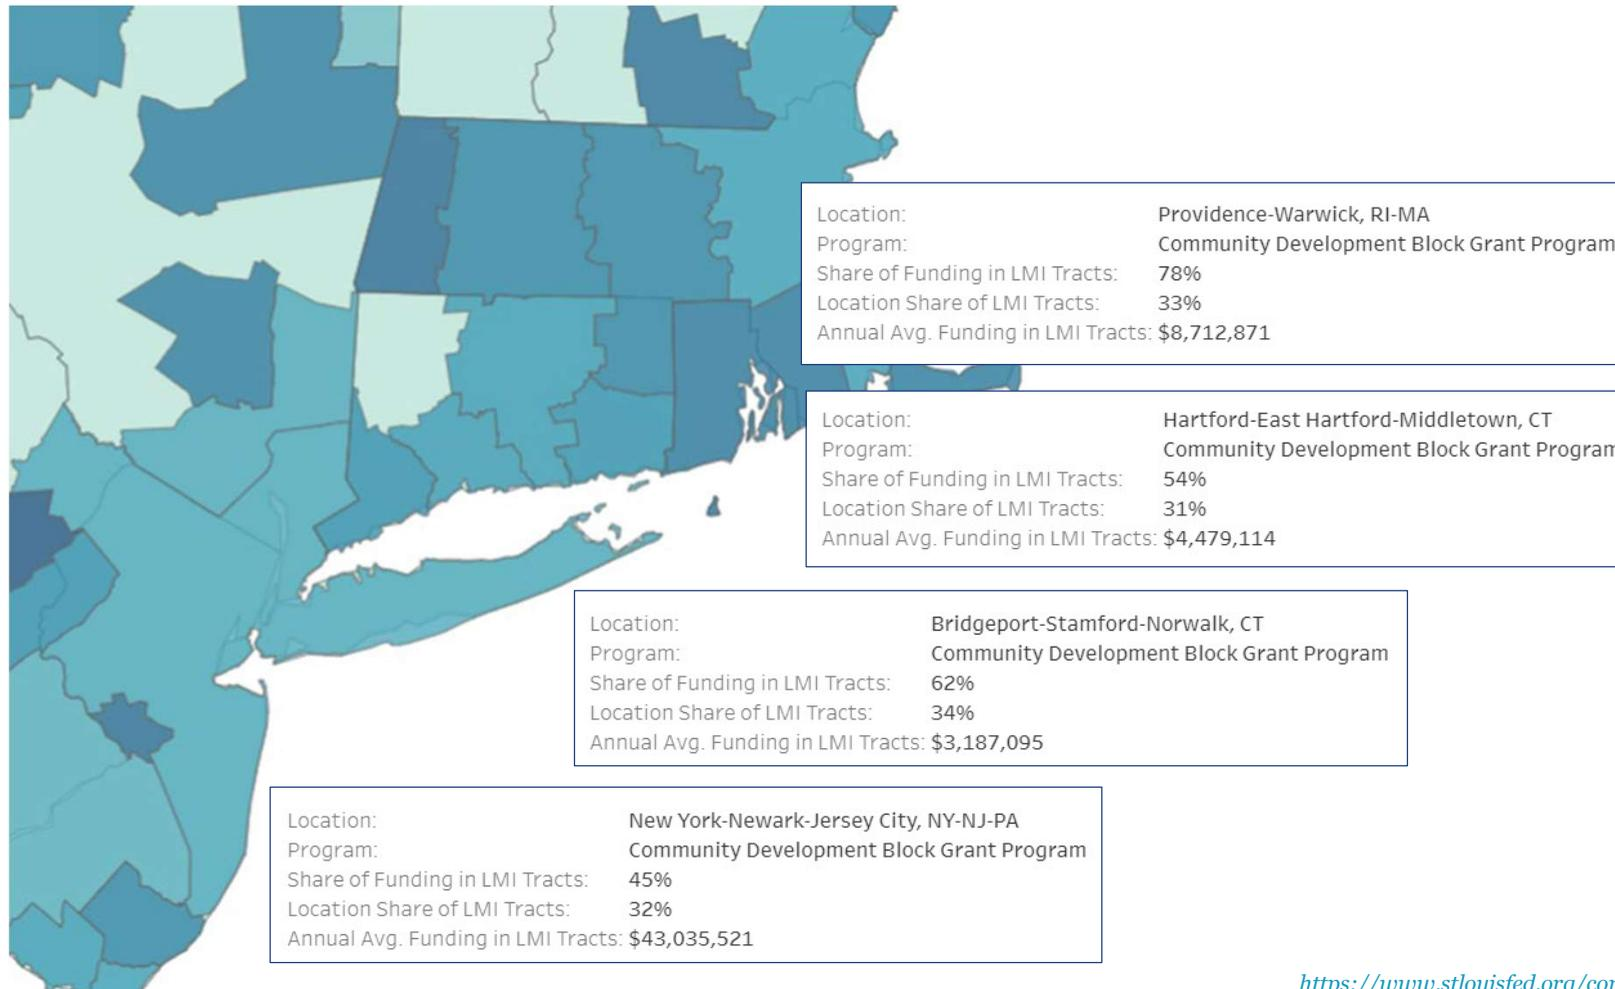 Location: Providence-Warwick, RI-MA
Program: Community Development Block Grant Program
Share of Funding in LMI Tracts: 78%
Location Share of LMI Tracts: 33%
Annual Avg. Funding in LMI Tracts: $8,712,871
Location: Hartford-East Hartford-Middletown, CT
Program: Community Development Block Grant Program
Share of Funding in LMI Tracts: 54%
Location Share of LMI Tracts: 31%
Annual Avg. Funding in LMI Tracts: $4,479,114
Location: Bridgeport-Stamford-Norwalk, CT
Program: Community Development Block Grant Program
Share of Funding in LMI Tracts: 62%
Location Share of LMI Tracts: 34%
Annual Avg. Funding in LMI Tracts: $3,187,095
Location: New York-Newark-Jersey City, NY-NJ-PA
Program: Community Development Block Grant Program
Share of Funding in LMI Tracts: 45%
Location Share of LMI Tracts: 32%
Annual Avg. Funding in LMI Tracts: $43,035,521
https://www.stlouisfed.org/co